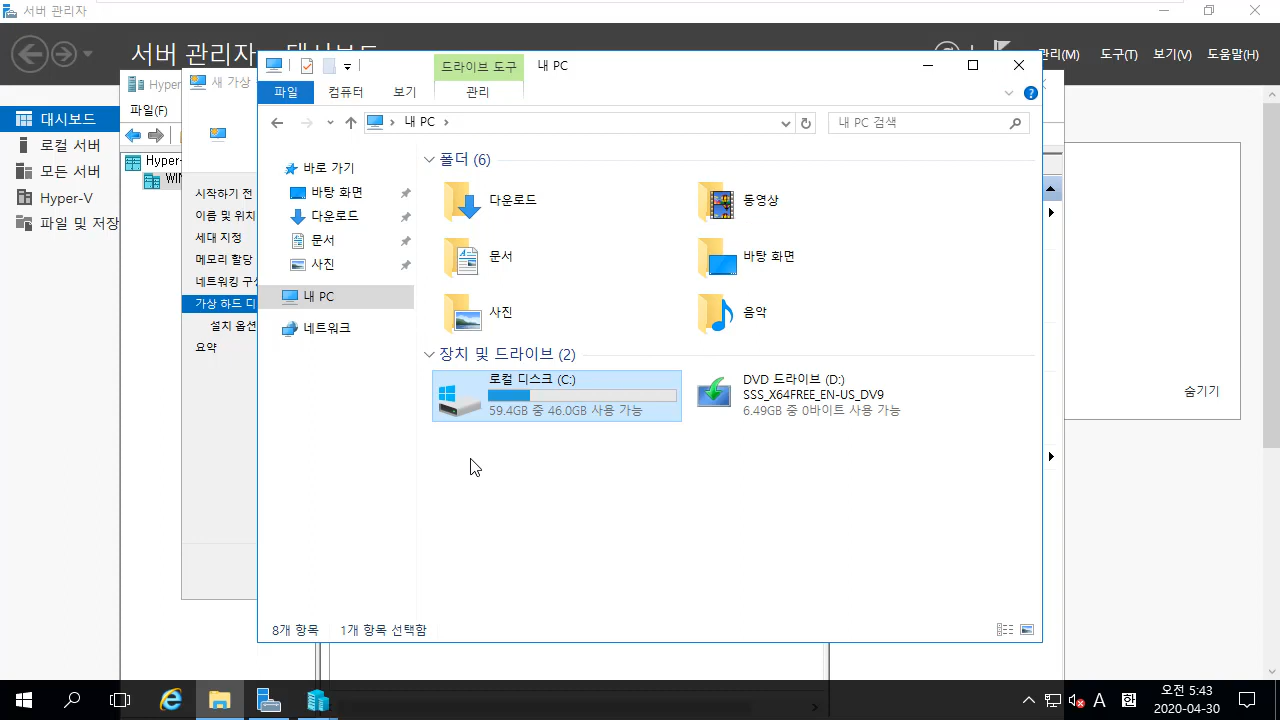 서버 관리자
서버 관리자
관리(M)
도구(T)
보기(V)
도움말(H)
Hyper
새 가상
파일(F)
대시보드
로컬 서버
모든 서버
Hyper-V
파일 및 저장
Hyper-
WIN
시작하기 전
이름 및 위치
세대 지정
메모리 할당
네트워킹 구성
가상 하드 디
설치 옵션
요약
드라이브 도구
내 PC
파일
컴퓨터
보기
관리
내 PC
내 PC 검색
바로 가기
바탕 화면
다운로드
문서
사진
내 PC
네트워크
폴더 (6)
다운로드
동영상
문서
바탕 화면
사진
음악
장치 및 드라이브 (2)
로컬 디스크 (C:)
59.4GB 중 46.0GB 사용 가능
DVD 드라이브 (D:)
SSS_X64FREE_EN-US_DV9
6.49GB 중 0바이트 사용 가능
8개 항목
1개 항목 선택함
숨기기
A
한
오전 5:43
2020-04-30